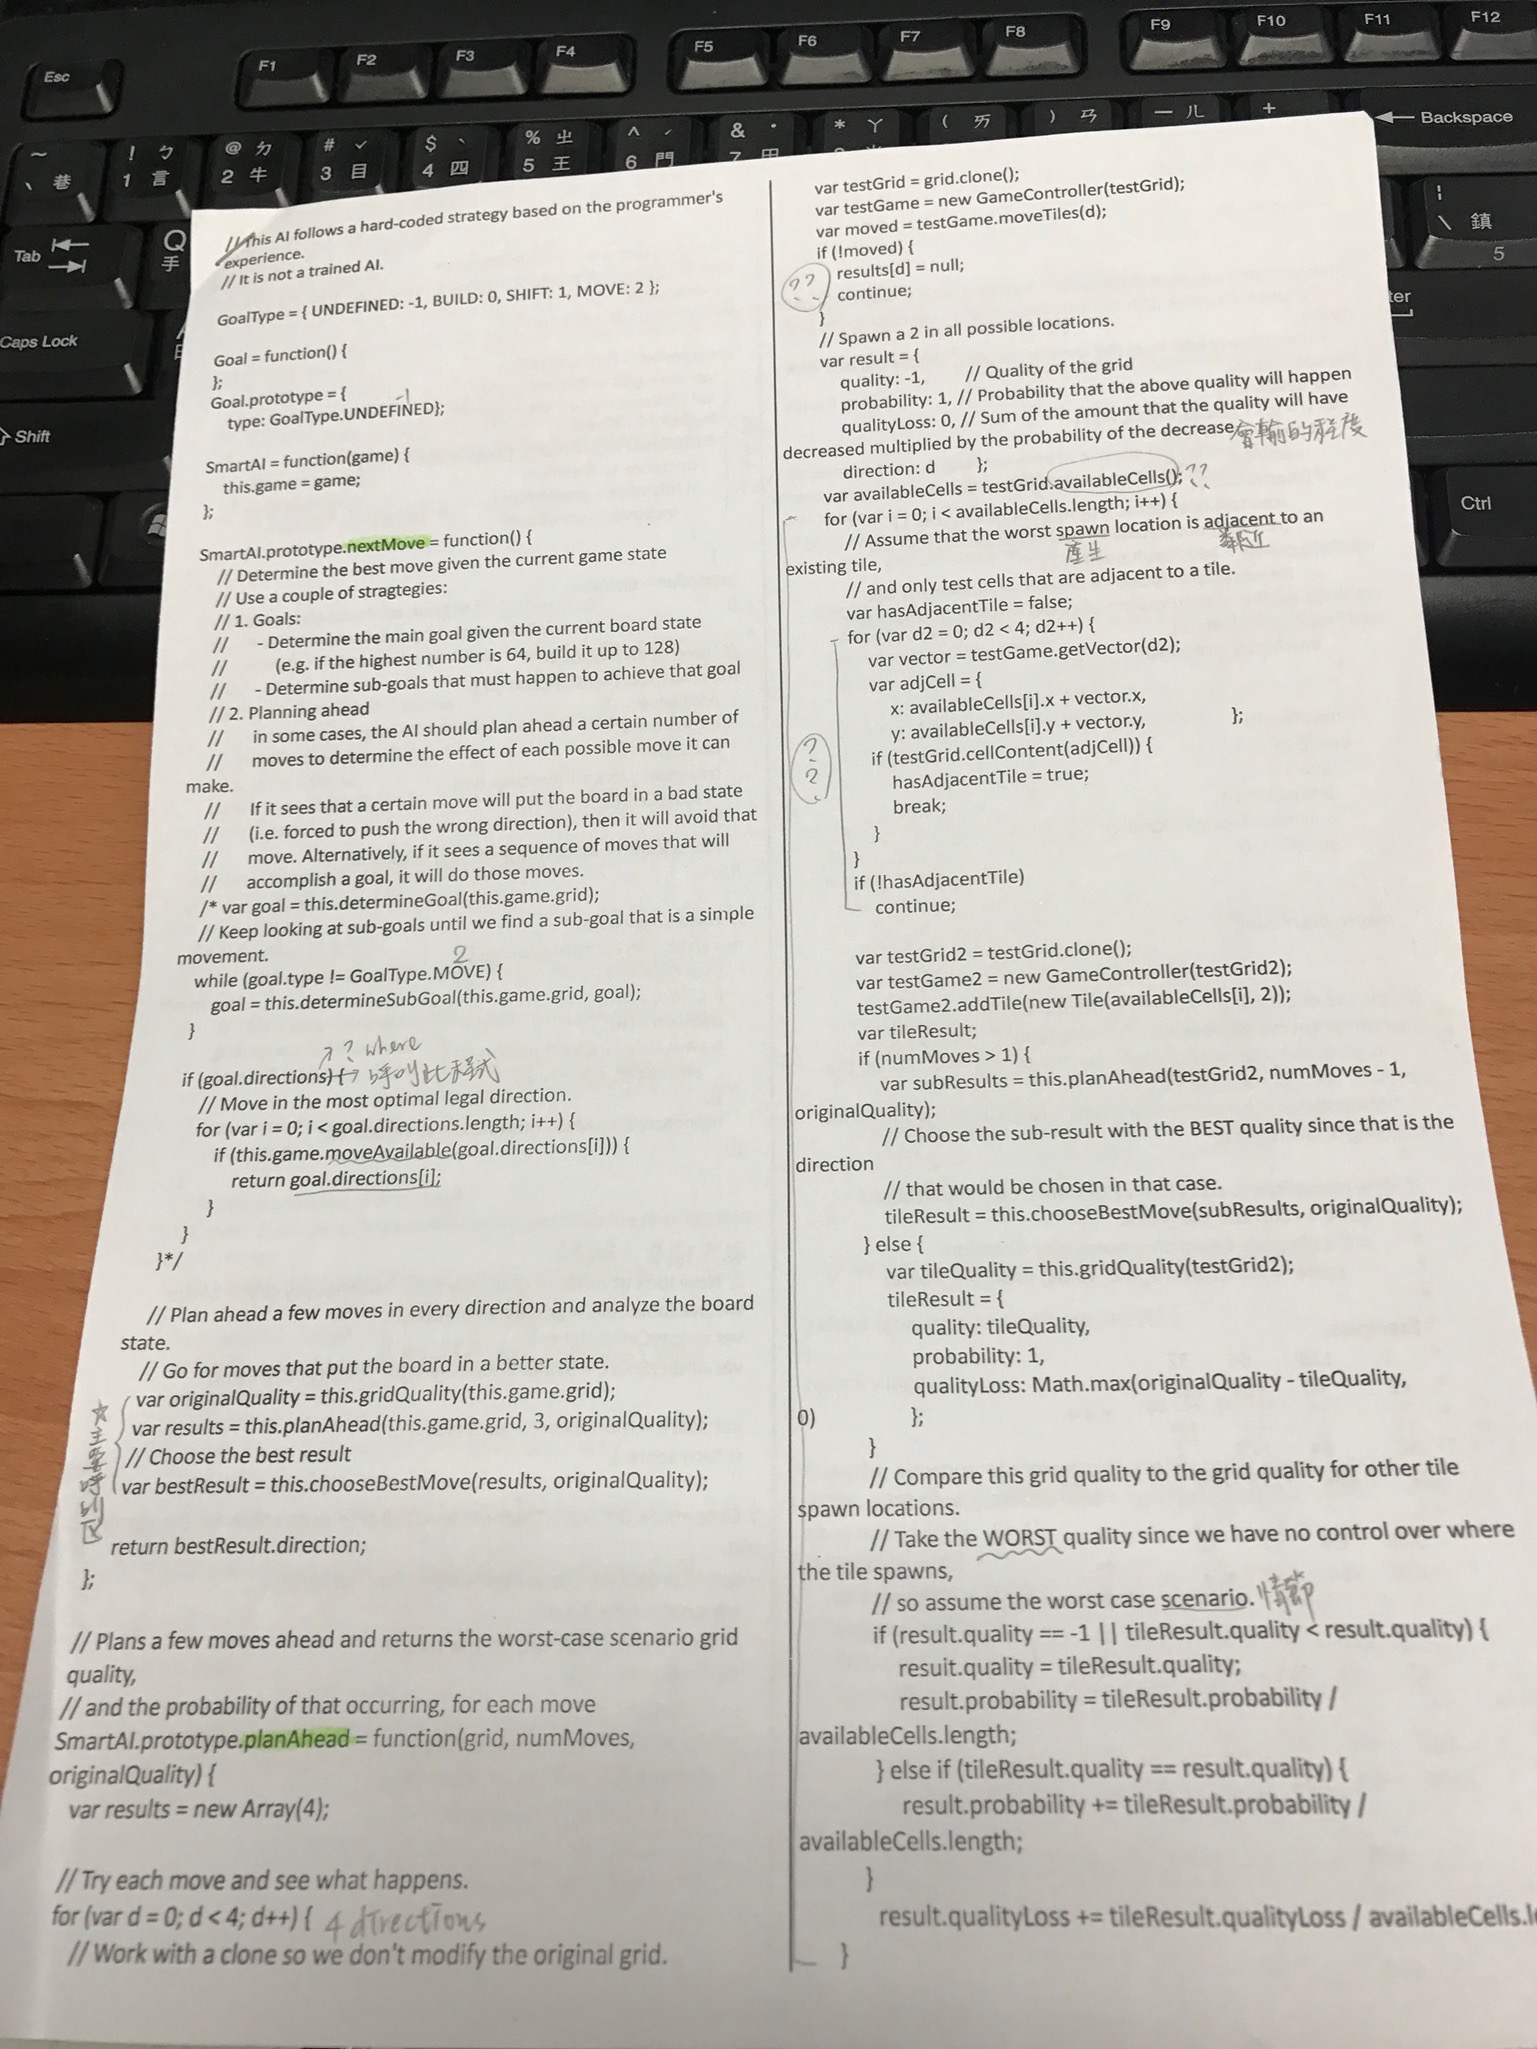 Esc F1 F2 F3 F4 F5 F6 F7 F8 F9 F10 F11 F12
Backspace
Tab
Caps Lock
Shift
Ctrl
// This AI follows a hard-coded strategy based on the programmer's
experience.
// It is not a trained AI.
GoalType = { UNDEFINED: -1, BUILD: 0, SHIFT: 1, MOVE: 2 };
Goal = function() {
};
Goal.prototype = {
-1
type: GoalType.UNDEFINED};
SmartAI = function(game) {
this.game = game;
};
SmartAI.prototype.nextMove = function() {
// Determine the best move given the current game state
// Use a couple of stragtegies:
// 1. Goals:
// - Determine the main goal given the current board state
// (e.g. if the highest number is 64, build it up to 128)
// - Determine sub-goals that must happen to achieve that goal
// 2. Planning ahead
// in some cases, the AI should plan ahead a certain number of
// moves to determine the effect of each possible move it can
make.
// If it sees that a certain move will put the board in a bad state
// (i.e. forced to push the wrong direction), then it will avoid that
// move. Alternatively, if it sees a sequence of moves that will
// accomplish a goal, it will do those moves.
/* var goal = this.determineGoal(this.game.grid);
// Keep looking at sub-goals until we find a sub-goal that is a simple
movement.
2
while (goal.type != GoalType.MOVE) {
goal = this.determineSubGoal(this.game.grid, goal);
}
? where
if (goal.directions) { → 呼叫此程式
// Move in the most optimal legal direction.
for (var i = 0; i < goal.directions.length; i++) {
if (this.game.moveAvailable(goal.directions[i])) {
return goal.directions[i];
}
}
}*/
// Plan ahead a few moves in every direction and analyze the board
state.
// Go for moves that put the board in a better state.
var originalQuality = this.gridQuality(this.game.grid);
var results = this.planAhead(this.game.grid, 3, originalQuality);
// Choose the best result
var bestResult = this.chooseBestMove(results, originalQuality);
return bestResult.direction;
};
// Plans a few moves ahead and returns the worst-case scenario grid
quality,
// and the probability of that occurring, for each move
SmartAI.prototype.planAhead = function(grid, numMoves,
originalQuality) {
var results = new Array(4);
// Try each move and see what happens.
for (var d = 0; d < 4; d++) { 4 directions
// Work with a clone so we don't modify the original grid.
var testGrid = grid.clone();
var testGame = new GameController(testGrid);
var moved = testGame.moveTiles(d);
if (!moved) {
results[d] = null;
?? continue;
}
// Spawn a 2 in all possible locations.
var result = {
quality: -1, // Quality of the grid
probability: 1, // Probability that the above quality will happen
qualityLoss: 0, // Sum of the amount that the quality will have
decreased multiplied by the probability of the decrease 會輸的程度
direction: d };
var availableCells = testGrid.availableCells(); ??
for (var i = 0; i < availableCells.length; i++) {
// Assume that the worst spawn location is adjacent to an
產生 鄰近
existing tile,
// and only test cells that are adjacent to a tile.
var hasAdjacentTile = false;
for (var d2 = 0; d2 < 4; d2++) {
var vector = testGame.getVector(d2);
var adjCell = {
x: availableCells[i].x + vector.x,
y: availableCells[i].y + vector.y, };
?? if (testGrid.cellContent(adjCell)) {
hasAdjacentTile = true;
break;
}
}
if (!hasAdjacentTile)
continue;
var testGrid2 = testGrid.clone();
var testGame2 = new GameController(testGrid2);
testGame2.addTile(new Tile(availableCells[i], 2));
var tileResult;
if (numMoves > 1) {
var subResults = this.planAhead(testGrid2, numMoves - 1,
originalQuality);
// Choose the sub-result with the BEST quality since that is the
direction
// that would be chosen in that case.
tileResult = this.chooseBestMove(subResults, originalQuality);
} else {
var tileQuality = this.gridQuality(testGrid2);
tileResult = {
quality: tileQuality,
probability: 1,
qualityLoss: Math.max(originalQuality - tileQuality,
0) };
}
// Compare this grid quality to the grid quality for other tile
spawn locations.
// Take the WORST quality since we have no control over where
the tile spawns,
// so assume the worst case scenario. 情節
if (result.quality == -1 || tileResult.quality < result.quality) {
resuit.quality = tileResult.quality;
result.probability = tileResult.probability /
availableCells.length;
} else if (tileResult.quality == result.quality) {
result.probability += tileResult.probability /
availableCells.length;
}
result.qualityLoss += tileResult.qualityLoss / availableCells.l
}